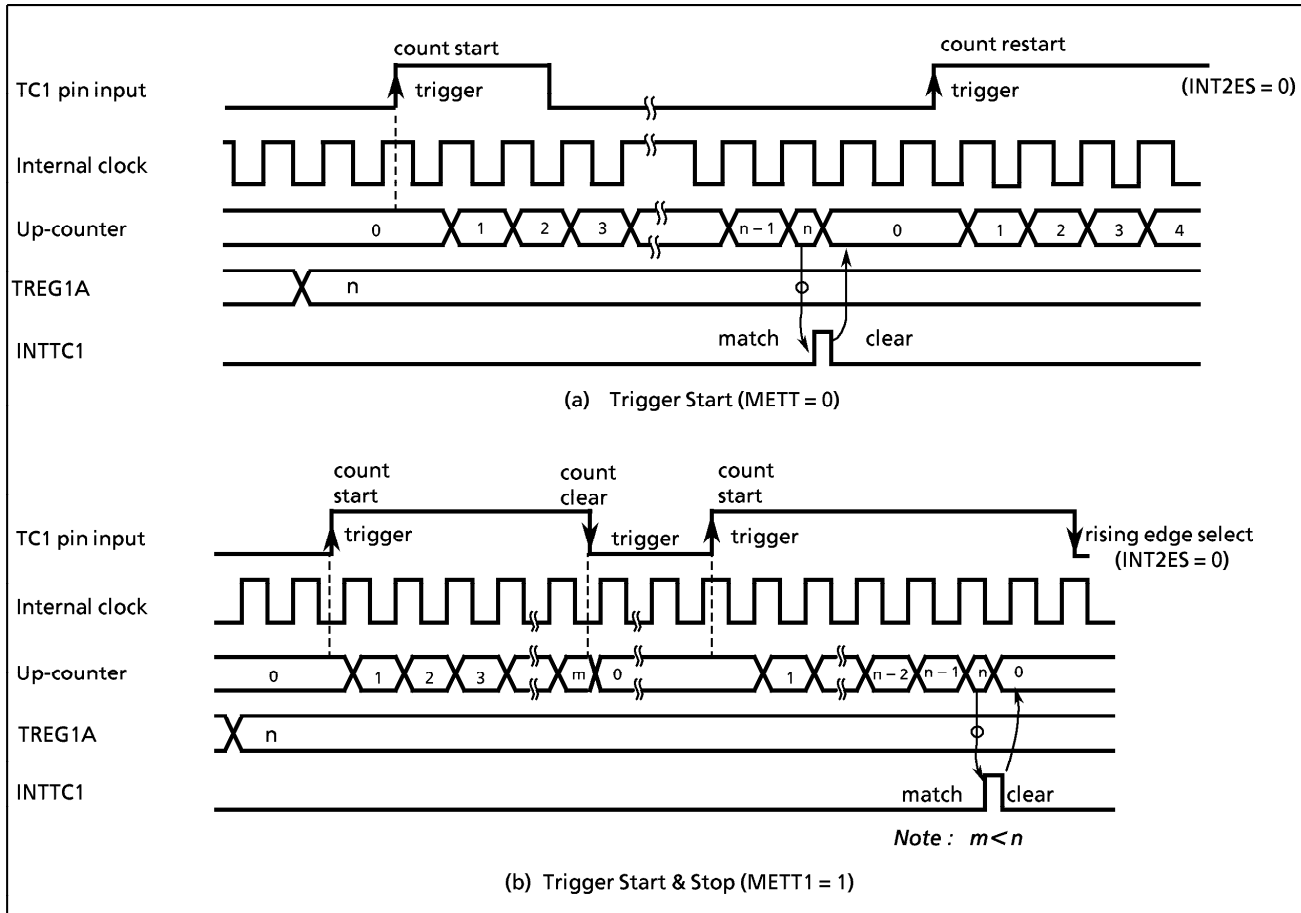 count start
count restart
TC1 pin input
trigger
trigger
(INT2ES = 0)
Internal clock
Up-counter
0 1 2 3 n – 1 n 0 1 2 3 4
TREG1A
n
match
clear
INTTC1
(a) Trigger Start (METT = 0)
count start
count clear
count start
TC1 pin input
trigger
trigger
trigger
rising edge select
(INT2ES = 0)
Internal clock
Up-counter
0 1 2 3 m 0 1 n – 2 n – 1 n 0
TREG1A
n
INTTC1
match
clear
Note : m < n
(b) Trigger Start & Stop (METT1 = 1)